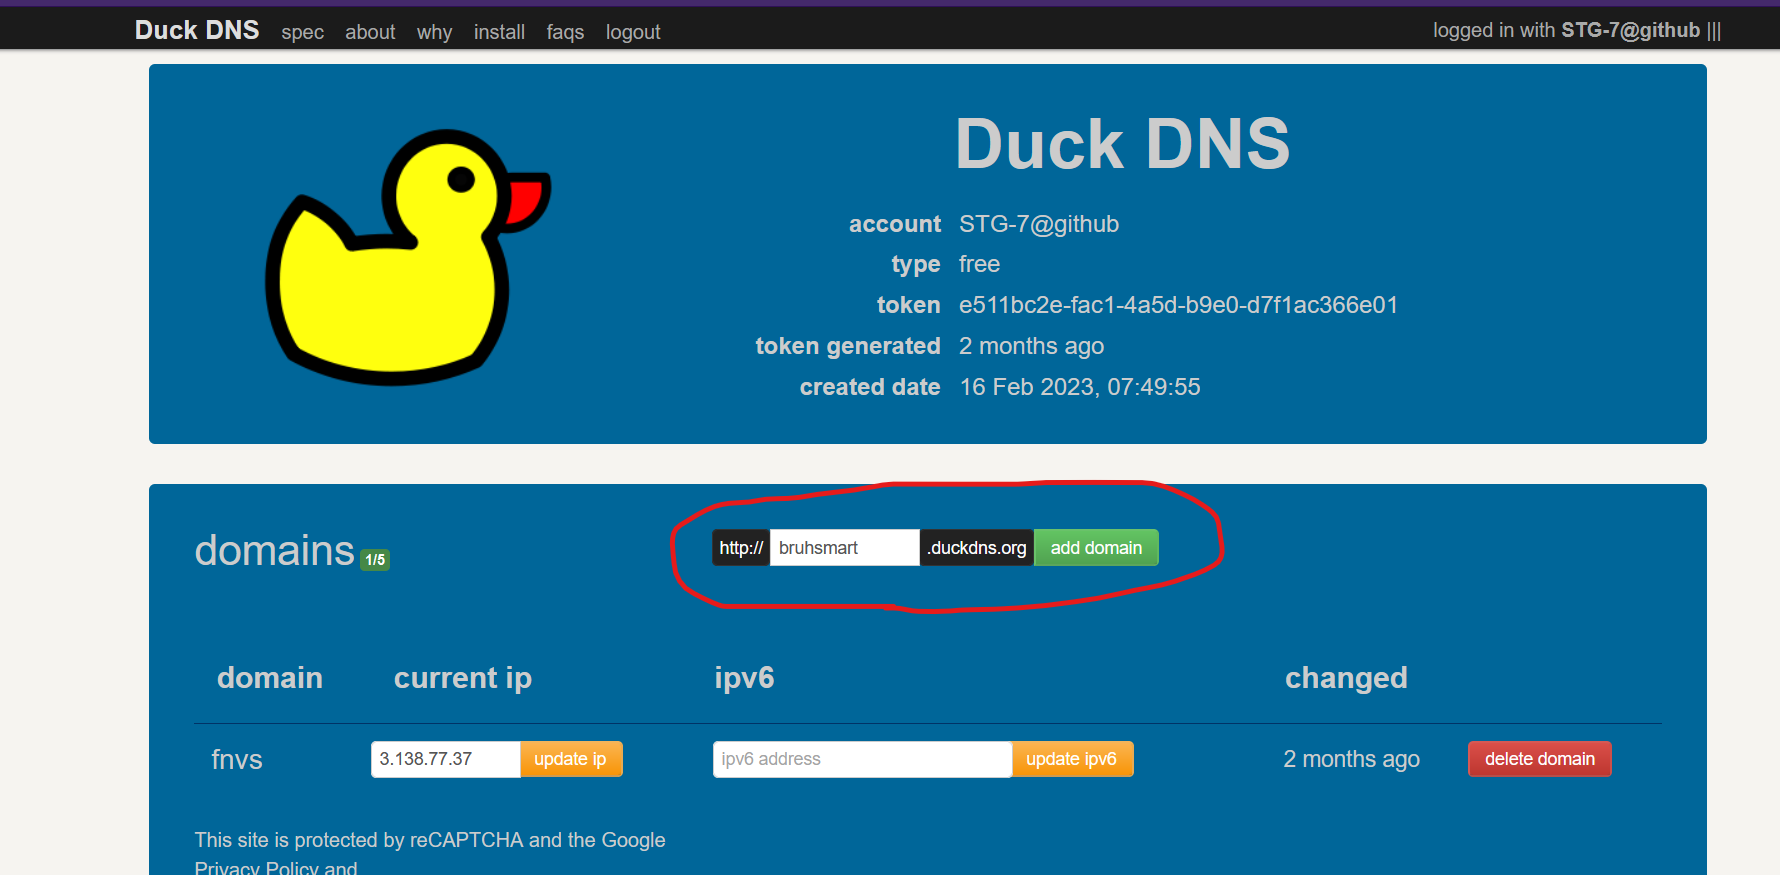 Duck DNS spec about why install faqs logout logged in with STG-7@github |||
Duck DNS
account STG-7@github
type free
token e511bc2e-fac1-4a5d-b9e0-d7f1ac366e01
token generated 2 months ago
created date 16 Feb 2023, 07:49:55
domains 1/5 http:// bruhsmart .duckdns.org add domain
domain current ip ipv6 changed
fnvs 3.138.77.37 update ip ipv6 address update ipv6 2 months ago delete domain
This site is protected by reCAPTCHA and the Google
Privacy Policy and